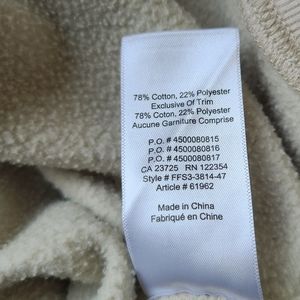 78% Cotton, 22% Polyester
Exclusive Of Trim
78% Coton, 22% Polyester
Aucune Garniture Comprise
P.O. # 4500080815
P.O. # 4500080816
P.O. # 4500080817
CA 23725 RN 122354
Style # FFS3-3814-47
Article # 61962
Made in China
Fabriqué en Chine